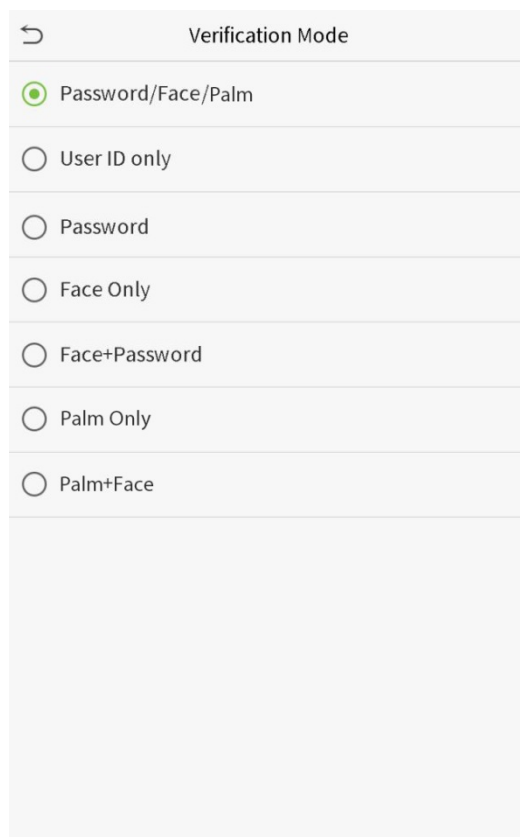 Verification Mode
Password/Face/Palm
User ID only
Password
Face Only
Face+Password
Palm Only
Palm+Face